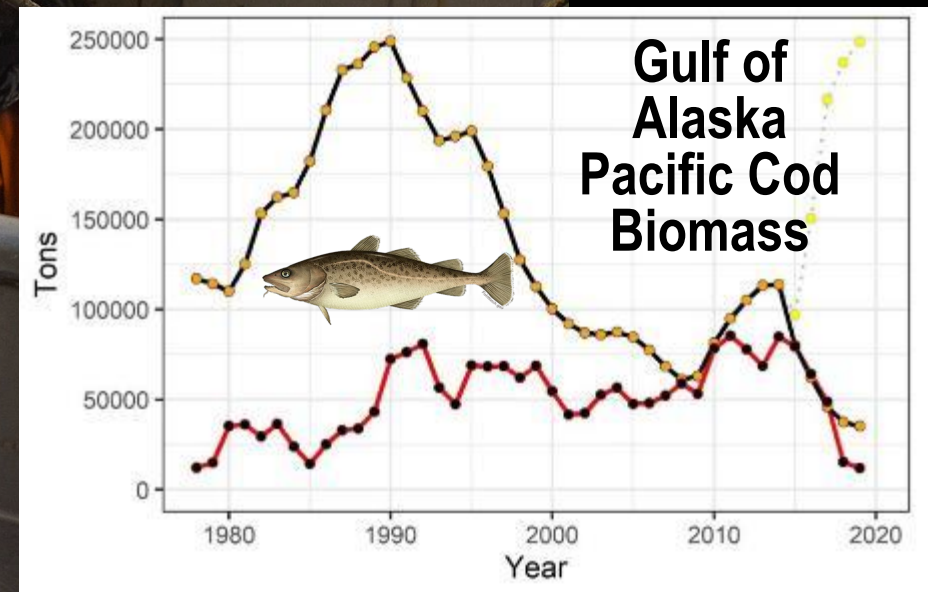 Gulf of
Alaska
Pacific Cod
Biomass
Tons
250000
200000
150000
100000
50000
0
1980
1990
2000
2010
2020
Year